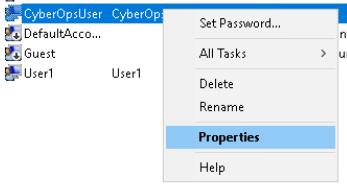 CyberOpsUser CyberOps
Set Password...
DefaultAcco...
All Tasks
Guest
User1 User1
Delete
Rename
Properties
Help